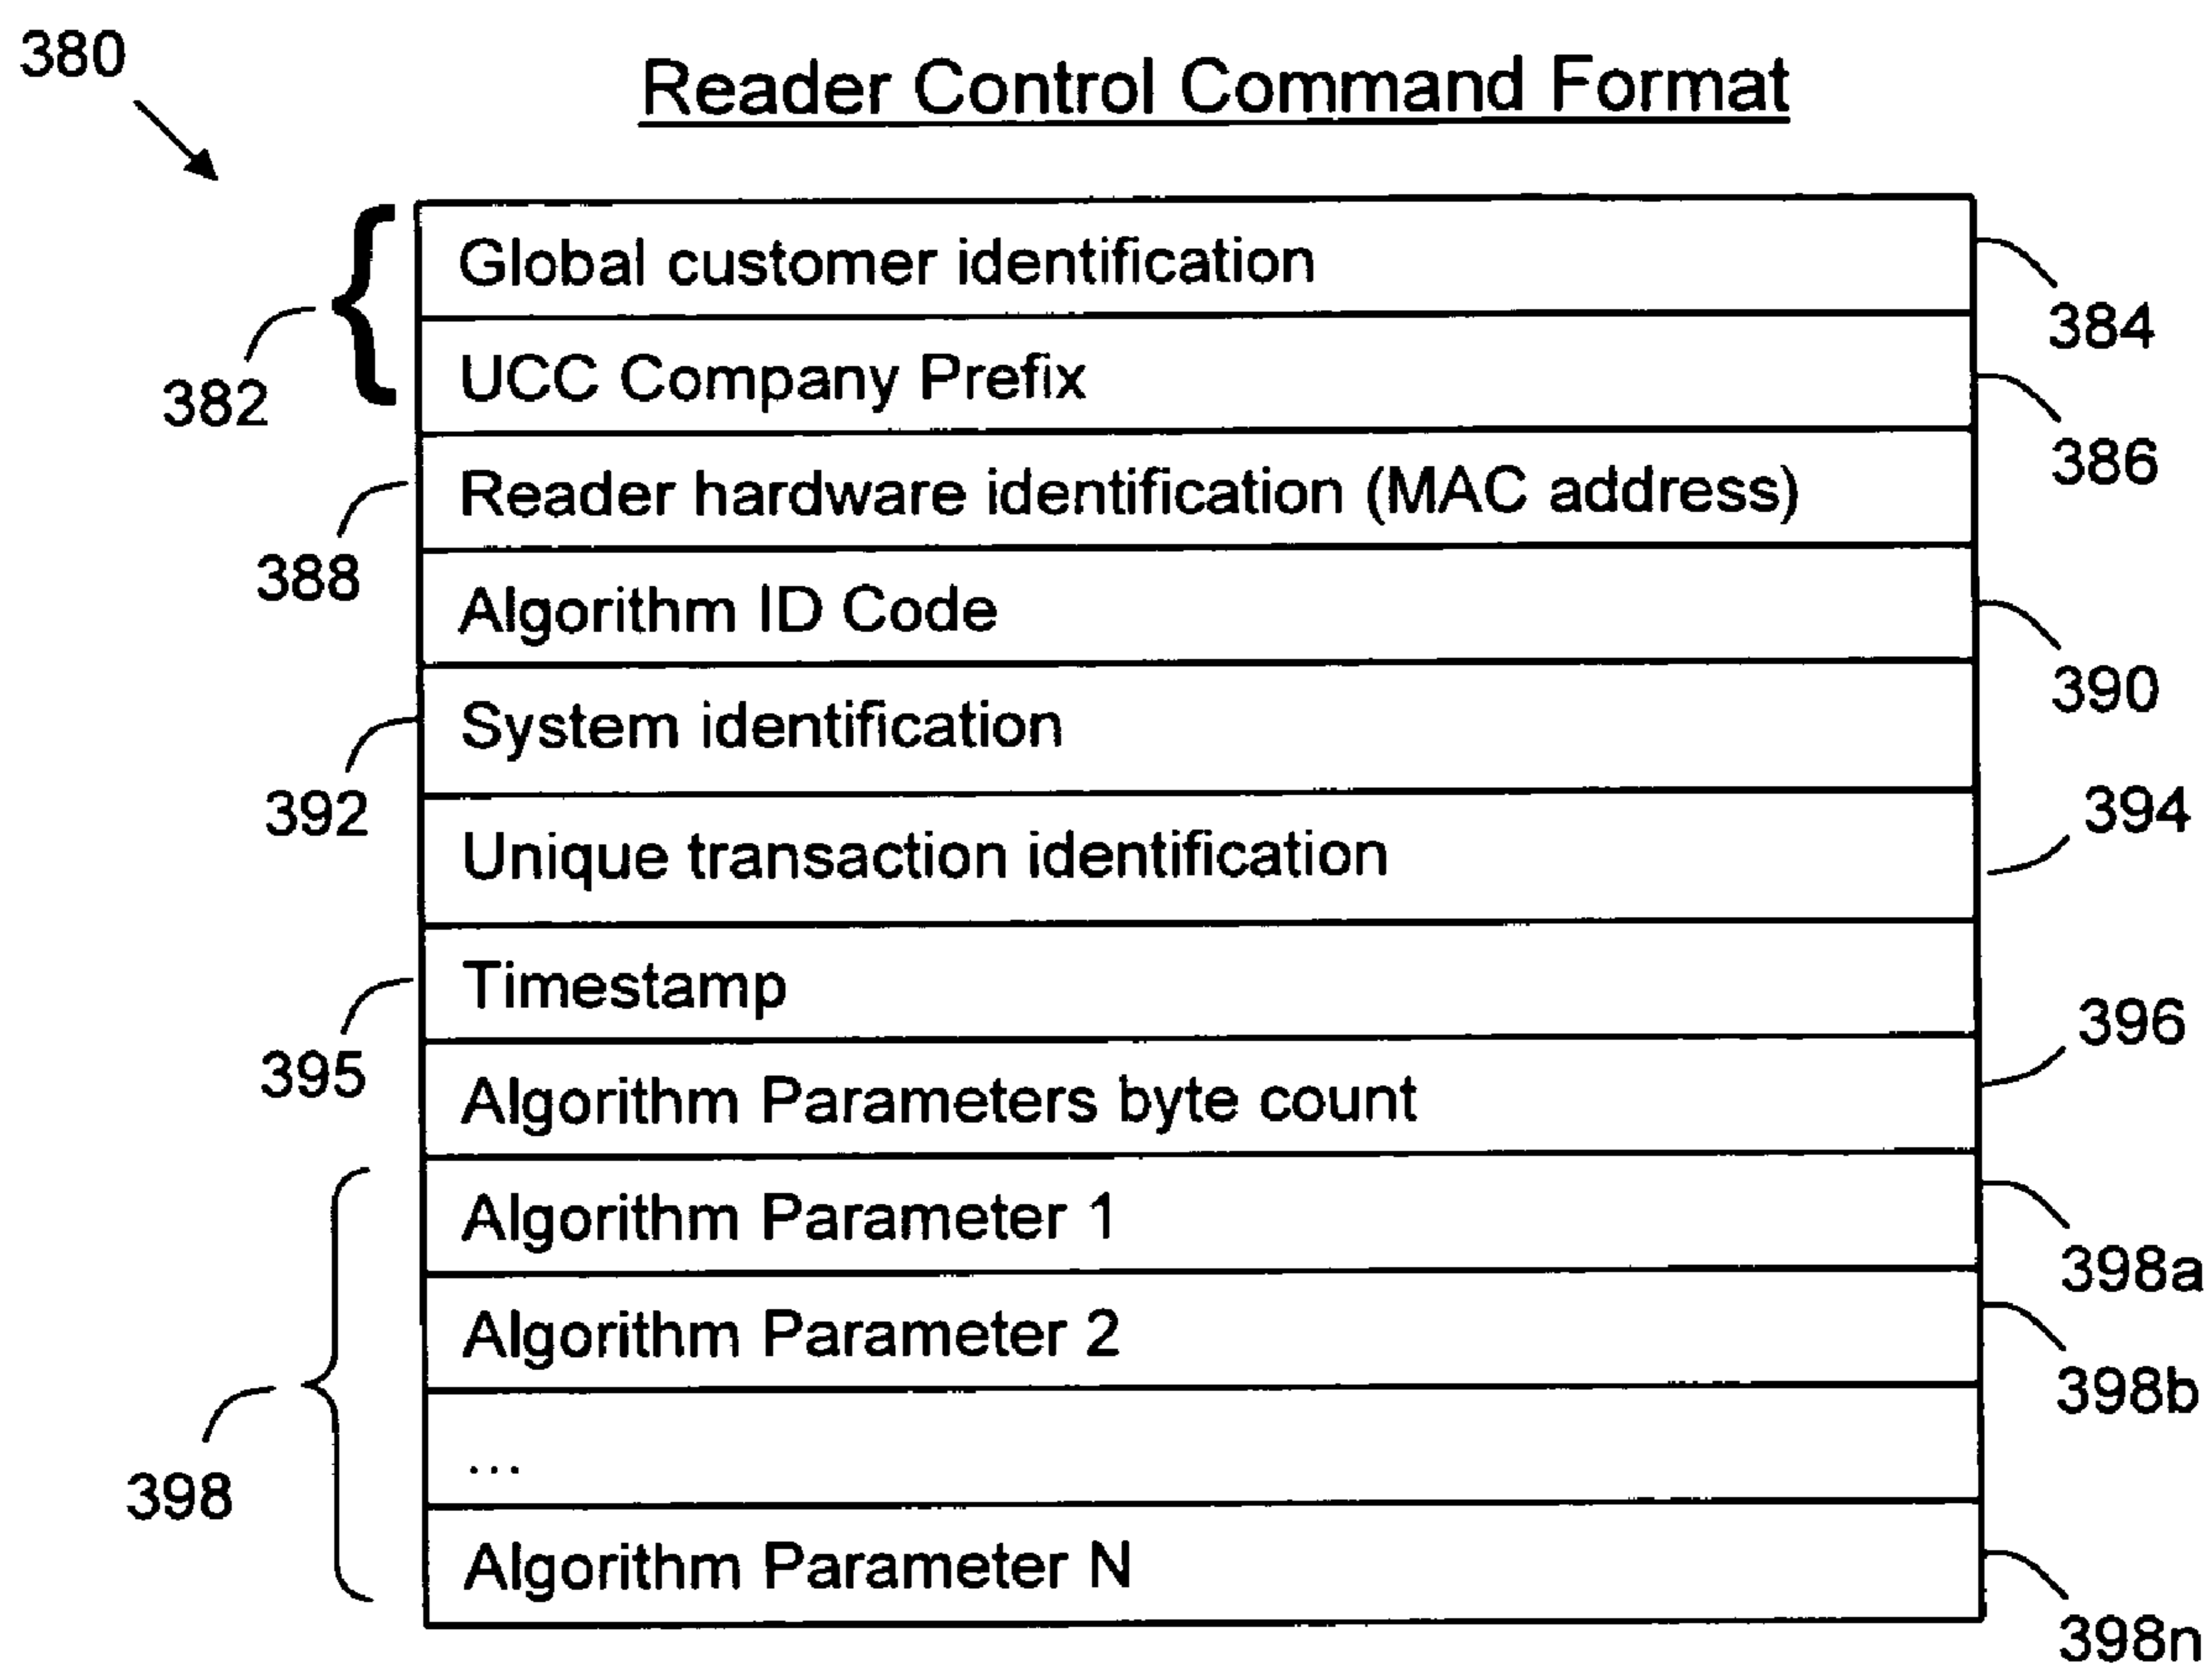 380
Reader Control Command Format
Global customer identification
384
382
UCC Company Prefix
386
Reader hardware identification (MAC address)
388
Algorithm ID Code
390
System identification
392
Unique transaction identification
394
Timestamp
395
Algorithm Parameters byte count
396
Algorithm Parameter 1
398a
Algorithm Parameter 2
398b
...
398
Algorithm Parameter N
398n